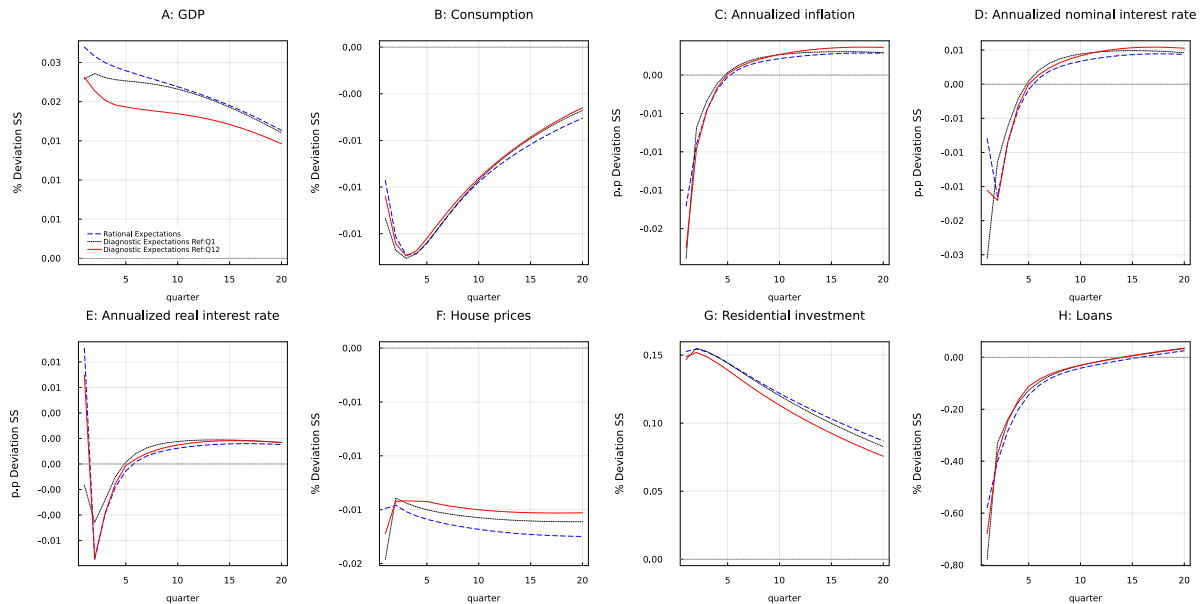 A: GDP
% Deviation SS
0.03
0.02
0.01
0.01
0.01
0.00
Rational Expectations
Diagnostic Expectations Ref:Q1
Diagnostic Expectations Ref:Q12
5 10 15 20
quarter
B: Consumption
% Deviation SS
0.00
-0.00
-0.01
-0.01
-0.01
5 10 15 20
quarter
C: Annualized inflation
p.p Deviation SS
0.00
-0.01
-0.01
-0.02
5 10 15 20
quarter
D: Annualized nominal interest rate
p.p Deviation SS
0.01
0.00
-0.01
-0.01
-0.02
-0.03
5 10 15 20
quarter
E: Annualized real interest rate
p.p Deviation SS
0.01
0.01
0.00
0.00
0.00
-0.00
-0.00
-0.01
5 10 15 20
quarter
F: House prices
% Deviation SS
0.00
-0.01
-0.01
-0.01
-0.02
5 10 15 20
quarter
G: Residential investment
% Deviation SS
0.15
0.10
0.05
0.00
5 10 15 20
quarter
H: Loans
% Deviation SS
0,00
-0,20
-0,40
-0,60
-0,80
5 10 15 20
quarter